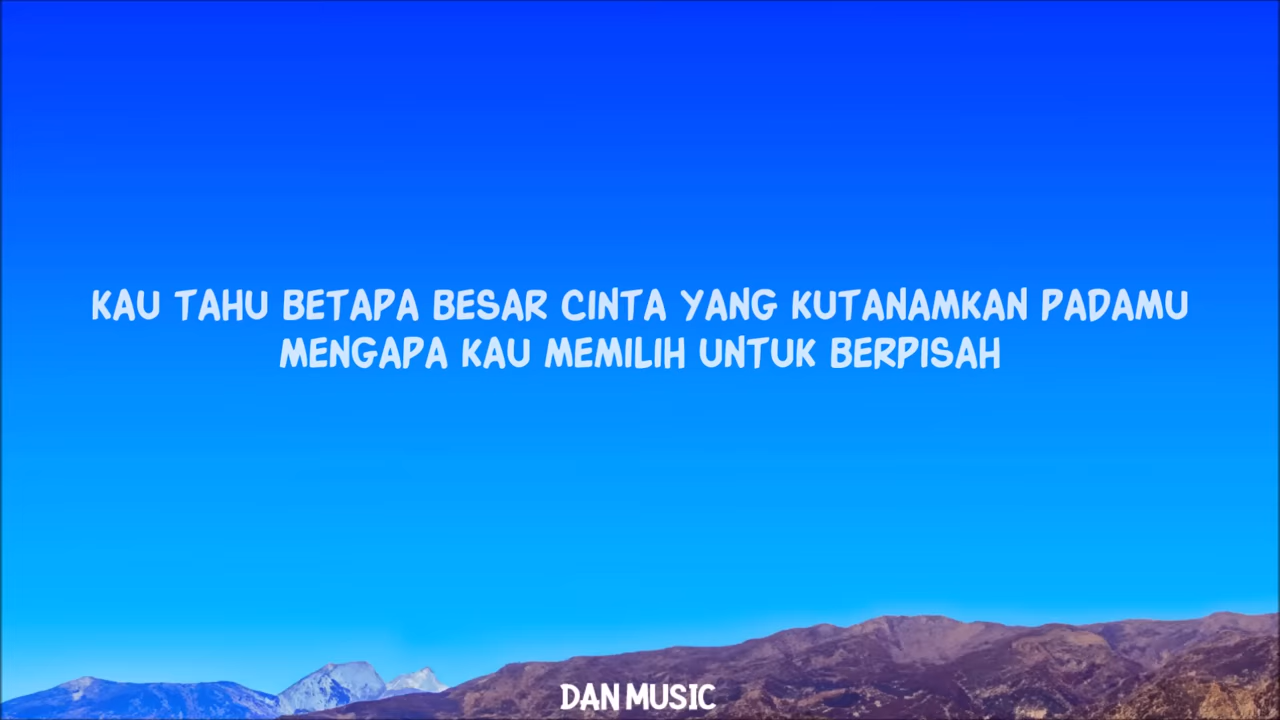 KAU TAHU BETAPA BESAR CINTA YANG KUTANAMKAN PADAMU
MENGAPA KAU MEMILIH UNTUK BERPISAH
DAN MUSIC